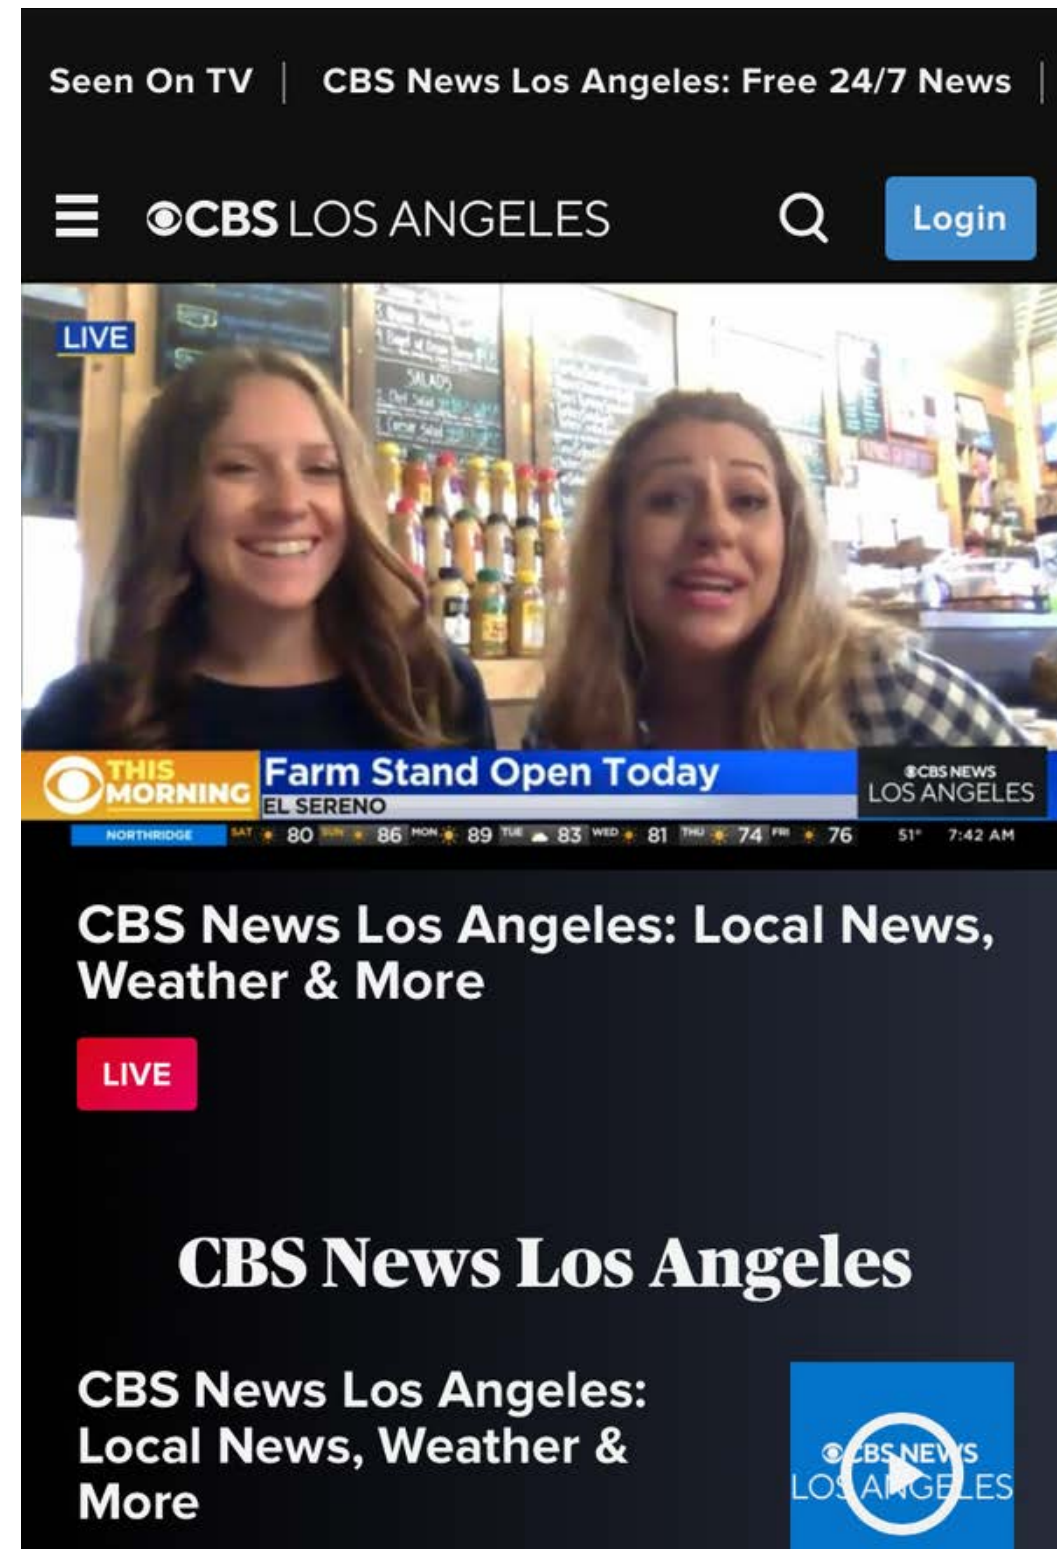 Seen On TV
CBS News Los Angeles: Free 24/7 News
CBS LOS ANGELES
Login
LIVE
SALADS
THIS MORNING
Farm Stand Open Today
EL SERENO
CBS NEWS
LOS ANGELES
NORTHRIDGE SAT 80 SUN 86 MON 89 TUE 83 WED 81 THU 74 FRI 76 51° 7:42 AM
CBS News Los Angeles: Local News,
Weather & More
LIVE
CBS News Los Angeles
CBS News Los Angeles:
Local News, Weather &
More
CBS NEWS
LOS ANGELES